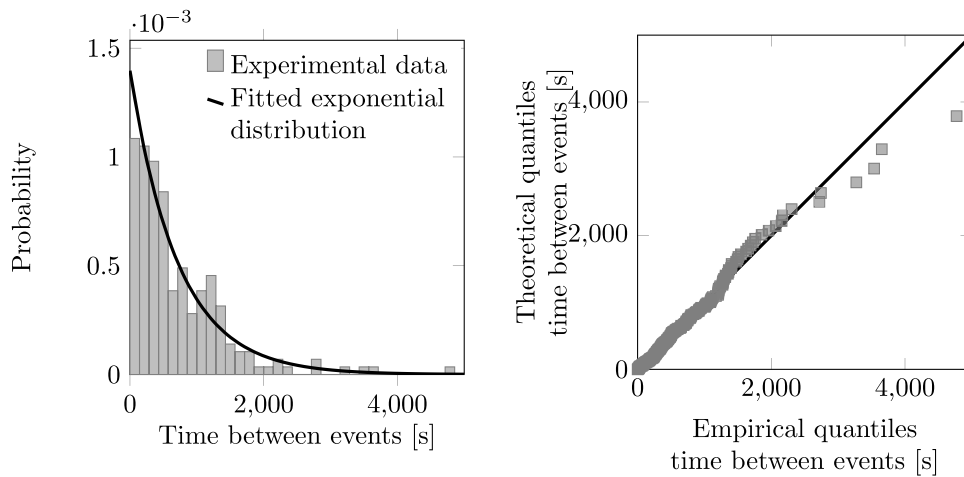 ·10⁻³
1.5
1
0.5
0
Probability
Experimental data
Fitted exponential
distribution
0
2,000
4,000
Time between events [s]
Theoretical quantiles
time between events [s]
4,000
2,000
0
0
2,000
4,000
Empirical quantiles
time between events [s]